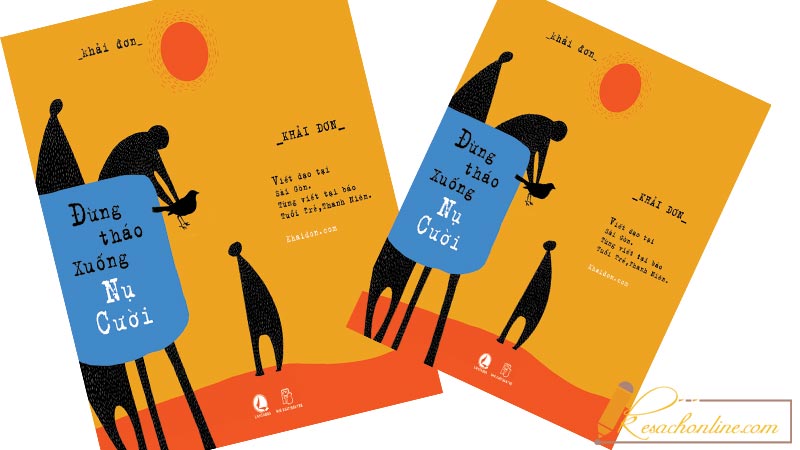 _khải đơn_
_KHẢI ĐƠN_
Viết dạo tại
Sài Gòn.
Từng viết tại báo
Tuổi Trẻ,Thanh Niên.
Khaidon.com
Đừng
tháo
Xuống
Nụ
Cười
_khải đơn_
_KHẢI ĐƠN_
Viết dạo tại
Sài Gòn.
Từng viết tại báo
Tuổi Trẻ,Thanh Niên.
Khaidon.com
Đừng
tháo
Xuống
Nụ
Cười
Kesachonline.com